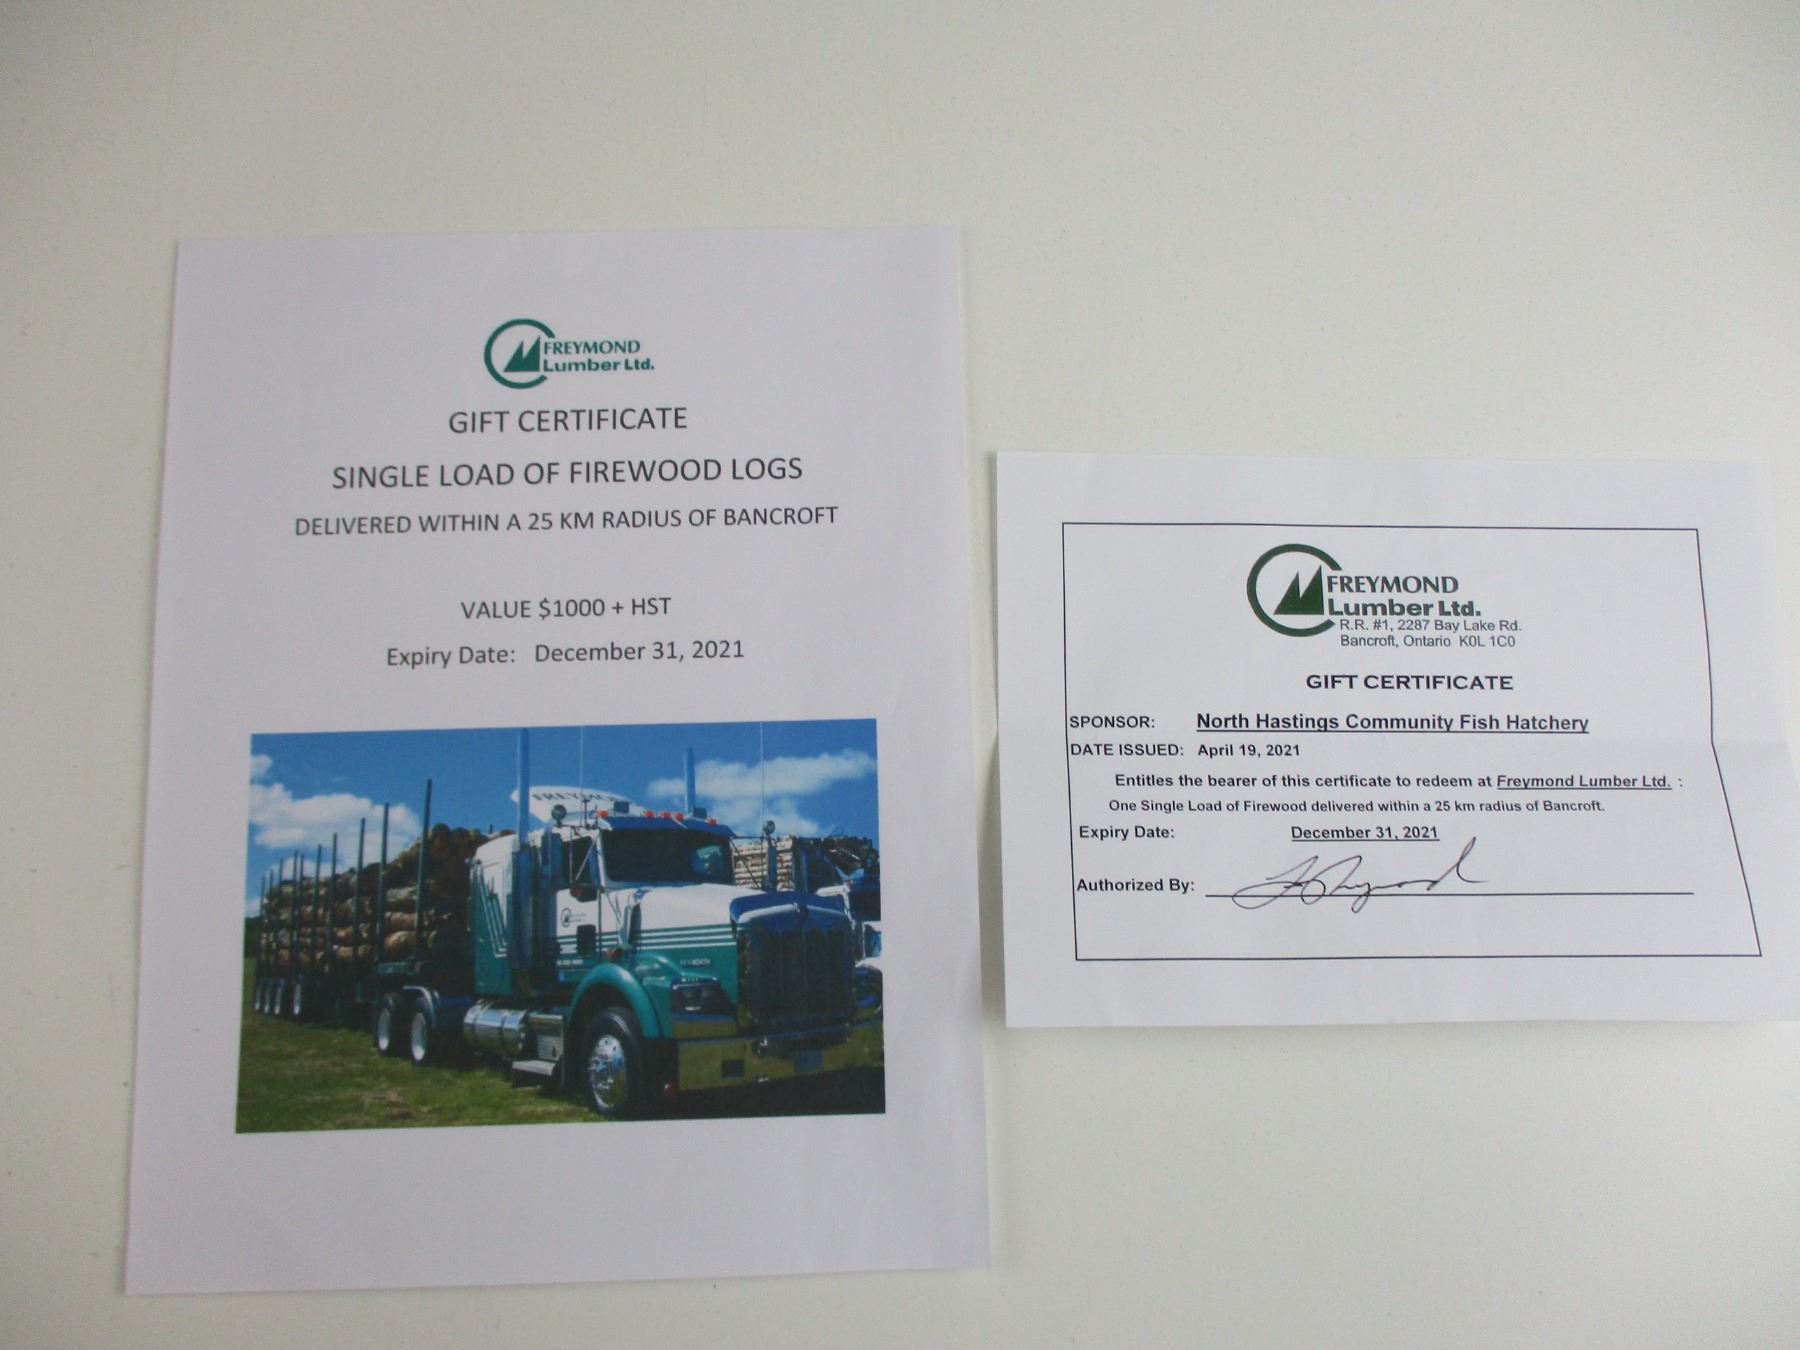 FREYMOND
Lumber Ltd.
GIFT CERTIFICATE
SINGLE LOAD OF FIREWOOD LOGS
DELIVERED WITHIN A 25 KM RADIUS OF BANCROFT
VALUE $1000 + HST
Expiry Date: December 31, 2021
FREYMOND
Lumber Ltd.
R.R. #1, 2287 Bay Lake Rd.
Bancroft, Ontario K0L 1C0
GIFT CERTIFICATE
SPONSOR: North Hastings Community Fish Hatchery
DATE ISSUED: April 19, 2021
Entitles the bearer of this certificate to redeem at Freymond Lumber Ltd. :
One Single Load of Firewood delivered within a 25 km radius of Bancroft.
Expiry Date: December 31, 2021
Authorized By: